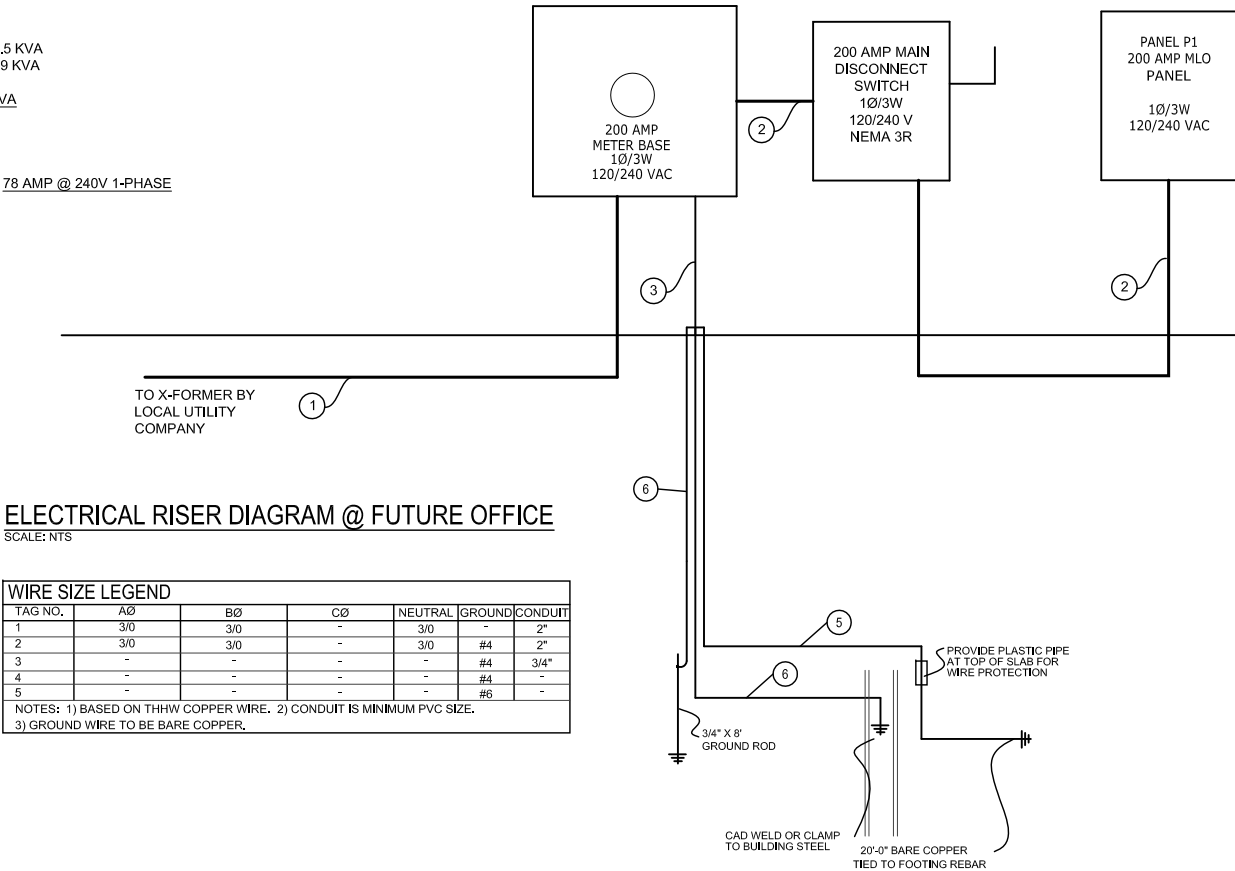 .5 KVA
9 KVA
VA
78 AMP @ 240V 1-PHASE
200 AMP
METER BASE
1Ø/3W
120/240 VAC
2
200 AMP MAIN
DISCONNECT
SWITCH
1Ø/3W
120/240 V
NEMA 3R
PANEL P1
200 AMP MLO
PANEL
1Ø/3W
120/240 VAC
3
2
TO X-FORMER BY
LOCAL UTILITY
COMPANY
1
6
ELECTRICAL RISER DIAGRAM @ FUTURE OFFICE
SCALE: NTS
WIRE SIZE LEGEND
TAG NO. AØ BØ CØ NEUTRAL GROUND CONDUIT
1 3/0 3/0 - 3/0 - 2"
2 3/0 3/0 - 3/0 #4 2"
3 - - - - #4 3/4"
4 - - - - #4 -
5 - - - - #6 -
NOTES: 1) BASED ON THHW COPPER WIRE. 2) CONDUIT IS MINIMUM PVC SIZE.
3) GROUND WIRE TO BE BARE COPPER.
5
6
PROVIDE PLASTIC PIPE
AT TOP OF SLAB FOR
WIRE PROTECTION
3/4" X 8'
GROUND ROD
CAD WELD OR CLAMP
TO BUILDING STEEL
20'-0" BARE COPPER
TIED TO FOOTING REBAR